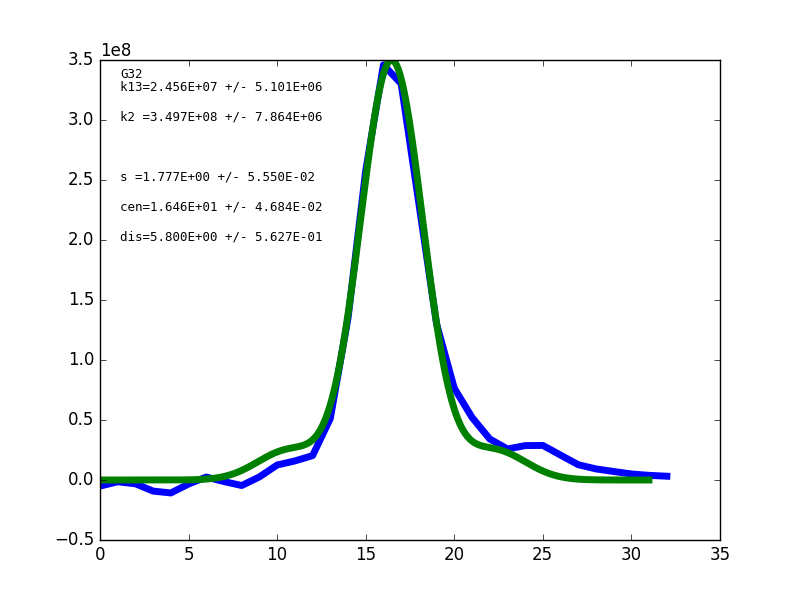 1e8
3.5
G32
k13=2.456E+07 +/- 5.101E+06
k2 =3.497E+08 +/- 7.864E+06
3.0
s =1.777E+00 +/- 5.550E-02
2.5
cen=1.646E+01 +/- 4.684E-02
dis=5.800E+00 +/- 5.627E-01
2.0
1.5
1.0
0.5
0.0
−0.5
0 5 10 15 20 25 30 35